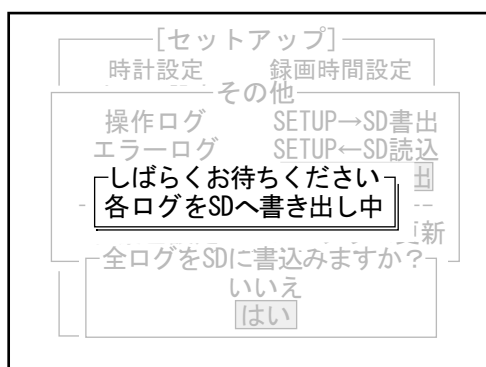 [セットアップ]
時計設定 録画時間設定
その他
操作ログ SETUP→SD書出
エラーログ SETUP←SD読込
しばらくお待ちください
出
各ログをSDへ書き出し中
更新
全ログをSDに書込みますか?
いいえ
はい